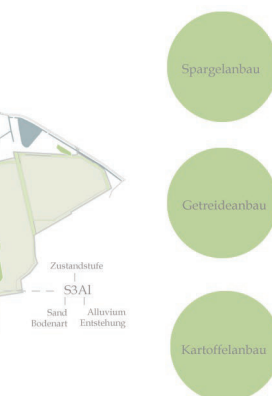 Spargelanbau
Getreideanbau
Zustandstufe
S3Al
Sand Alluvium
Bodenart Entstehung
Kartoffelanbau